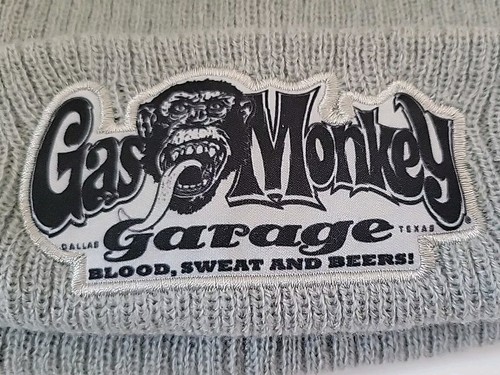 Gas Monkey
DALLAS garage TEXAS
BLOOD, SWEAT AND BEERS!